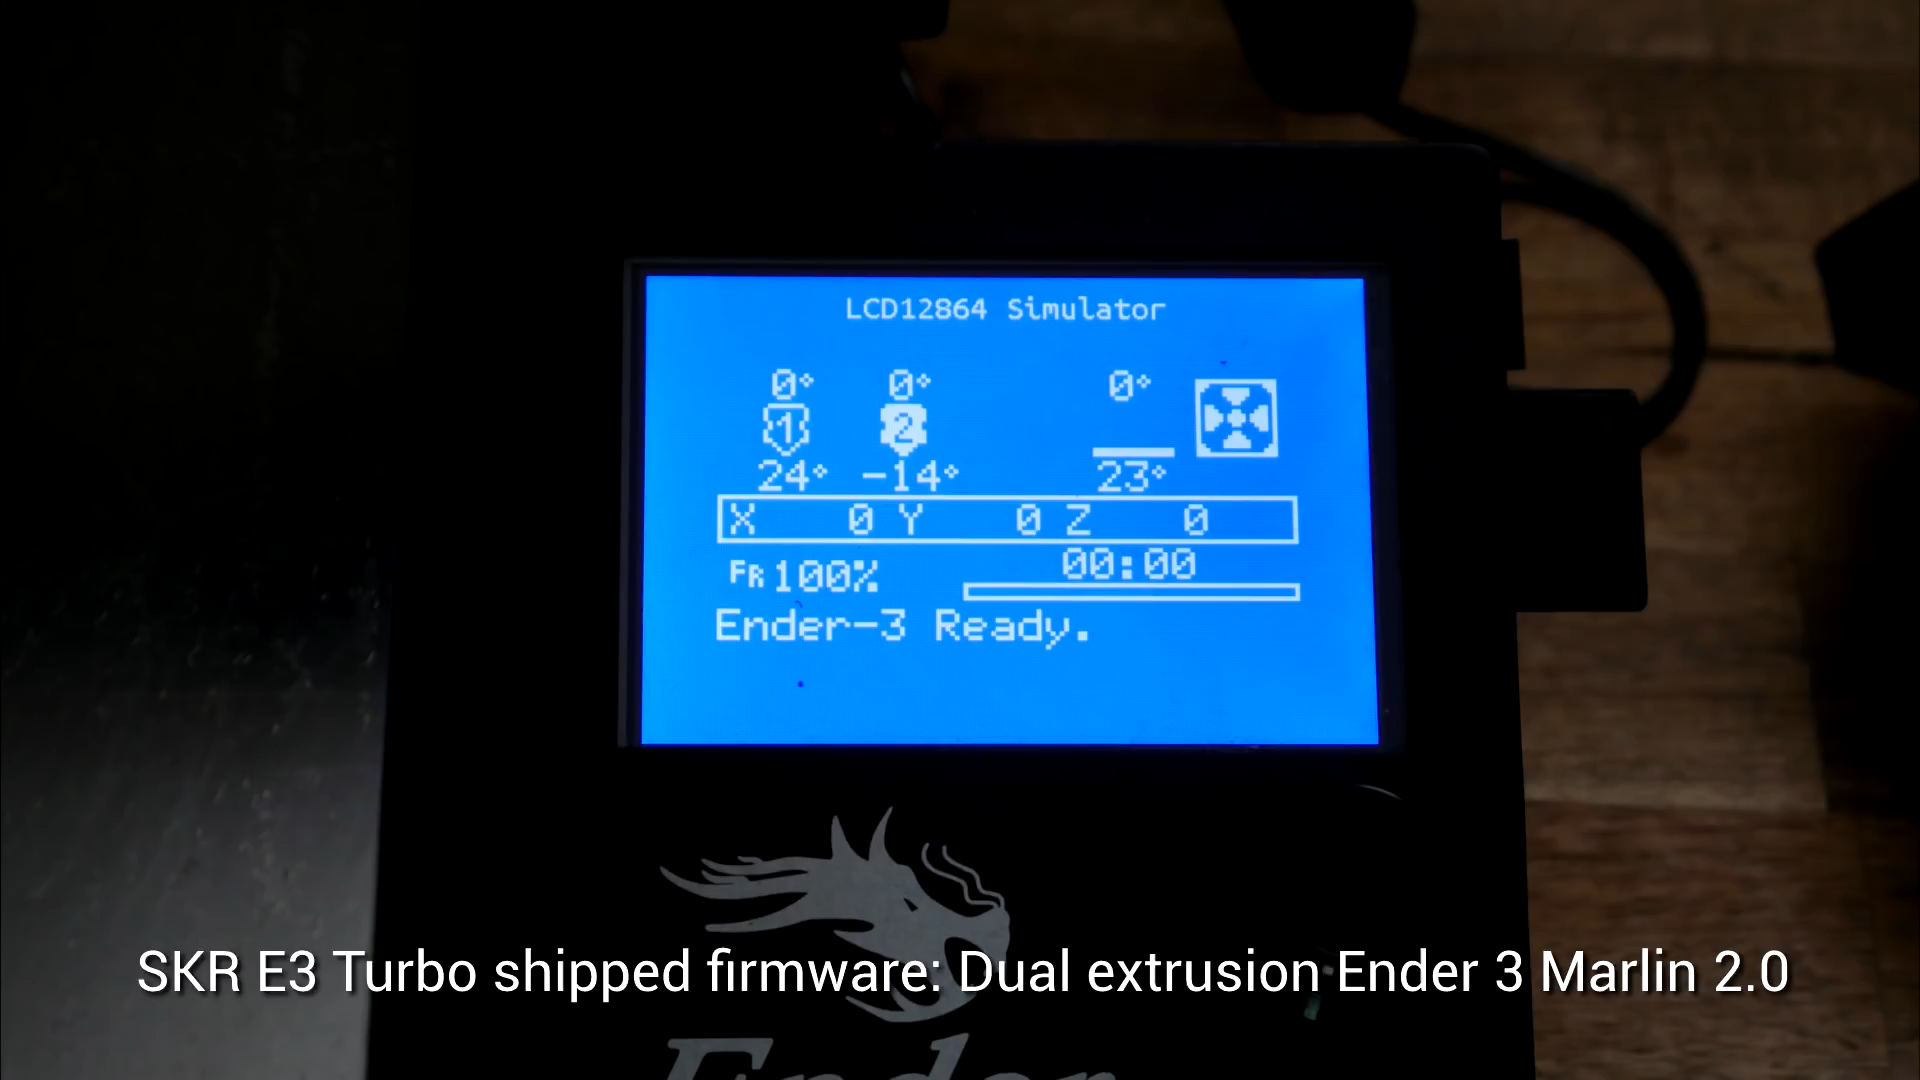 LCD12864 Simulator
0° 0° 0°
1 2
24° -14° 23°
X 0 Y 0 Z 0
00:00
FR 100%
Ender-3 Ready.
SKR E3 Turbo shipped firmware: Dual extrusion Ender 3 Marlin 2.0
Ender